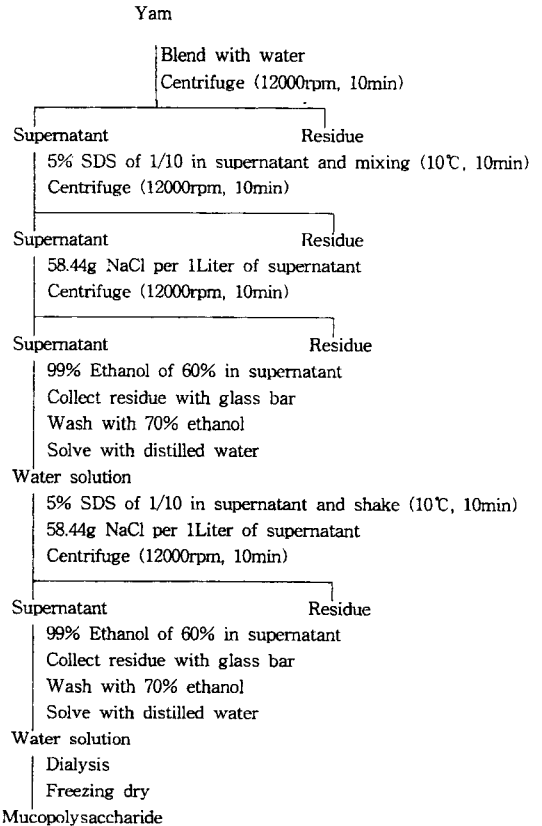 Yam
Blend with water
Centrifuge (12000rpm, 10min)
Supernatant Residue
5% SDS of 1/10 in supernatant and mixing (10℃, 10min)
Centrifuge (12000rpm, 10min)
Supernatant Residue
58.44g NaCl per 1Liter of supernatant
Centrifuge (12000rpm, 10min)
Supernatant Residue
99% Ethanol of 60% in supernatant
Collect residue with glass bar
Wash with 70% ethanol
Solve with distilled water
Water solution
5% SDS of 1/10 in supernatant and shake (10℃, 10min)
58.44g NaCl per 1Liter of supernatant
Centrifuge (12000rpm, 10min)
Supernatant Residue
99% Ethanol of 60% in supernatant
Collect residue with glass bar
Wash with 70% ethanol
Solve with distilled water
Water solution
Dialysis
Freezing dry
Mucopolysaccharide